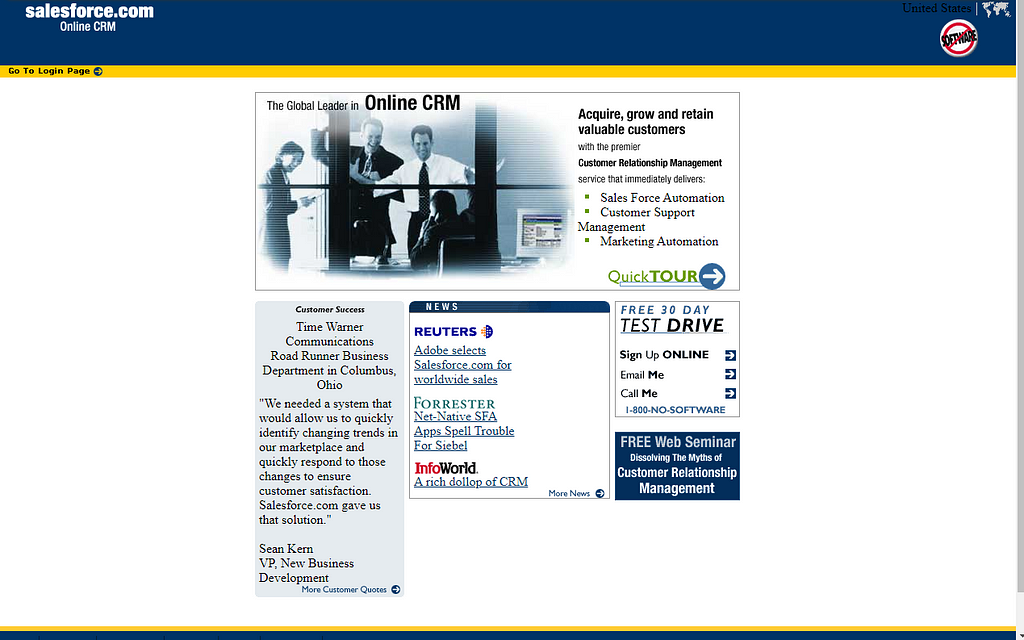 salesforce.com
Online CRM
United States |
SOFTWARE
Go To Login Page
The Global Leader in Online CRM
Acquire, grow and retain
valuable customers
with the premier
Customer Relationship Management
service that immediately delivers:
Sales Force Automation
Customer Support
Management
Marketing Automation
QuickTOUR
Customer Success
Time Warner
Communications
Road Runner Business
Department in Columbus,
Ohio
"We needed a system that
would allow us to quickly
identify changing trends in
our marketplace and
quickly respond to those
changes to ensure
customer satisfaction.
Salesforce.com gave us
that solution."
Sean Kern
VP, New Business
Development
More Customer Quotes
NEWS
REUTERS
Adobe selects
Salesforce.com for
worldwide sales
FORRESTER
Net-Native SFA
Apps Spell Trouble
For Siebel
InfoWorld.
A rich dollop of CRM
More News
FREE 30 DAY
TEST DRIVE
Sign Up ONLINE
Email Me
Call Me
1-800-NO-SOFTWARE
FREE Web Seminar
Dissolving The Myths of
Customer Relationship
Management